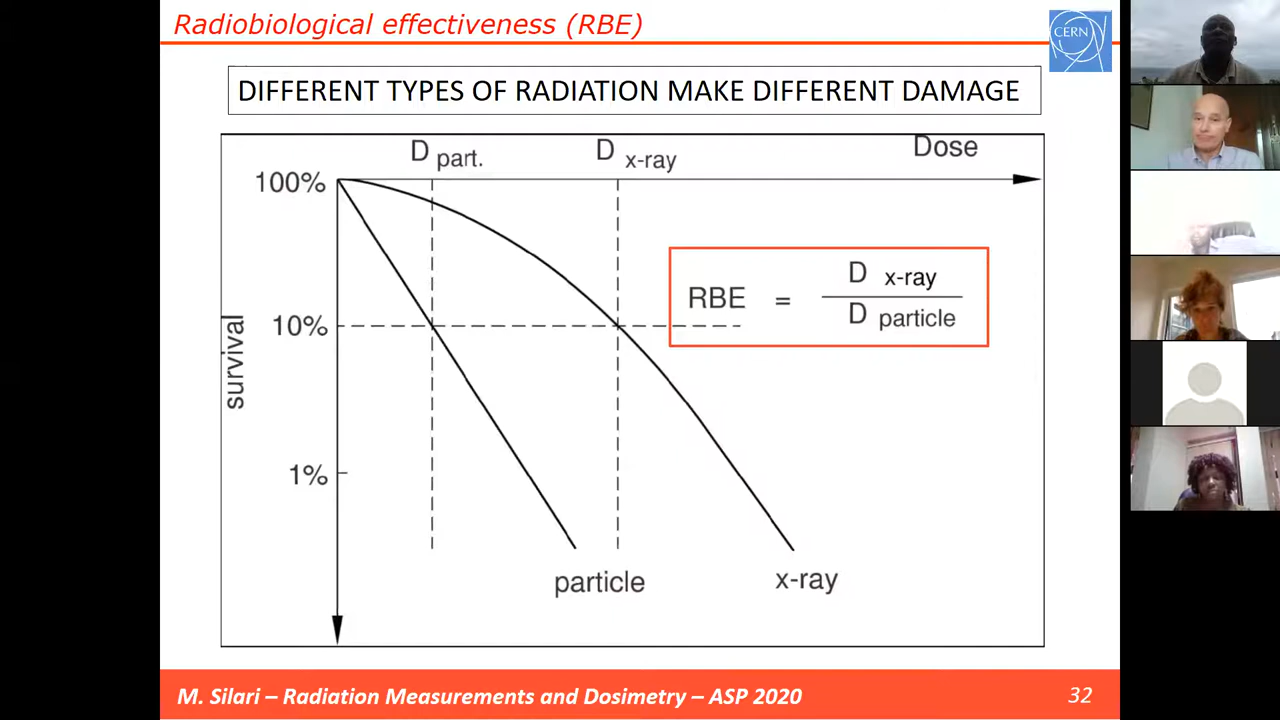 Radiobiological effectiveness (RBE)
CERN
DIFFERENT TYPES OF RADIATION MAKE DIFFERENT DAMAGE
D part.
D x-ray
Dose
100%
RBE = D x-ray
D particle
10%
survival
1%
particle
x-ray
M. Silari – Radiation Measurements and Dosimetry – ASP 2020
32